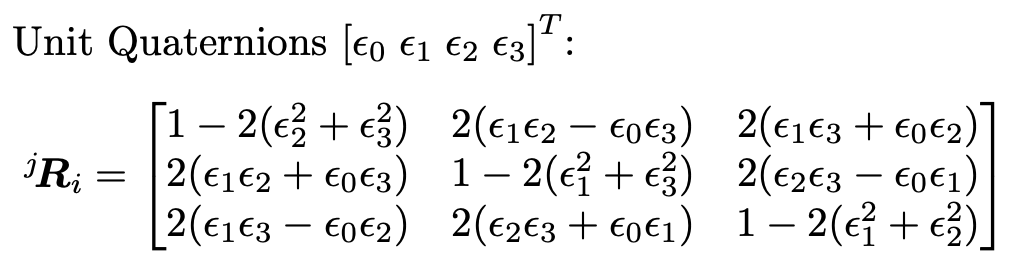 Unit Quaternions [ϵ₀ ϵ₁ ϵ₂ ϵ₃]ᵀ:
ʲRᵢ = [1 − 2(ϵ₂² + ϵ₃²) 2(ϵ₁ϵ₂ − ϵ₀ϵ₃) 2(ϵ₁ϵ₃ + ϵ₀ϵ₂)
2(ϵ₁ϵ₂ + ϵ₀ϵ₃) 1 − 2(ϵ₁² + ϵ₃²) 2(ϵ₂ϵ₃ − ϵ₀ϵ₁)
2(ϵ₁ϵ₃ − ϵ₀ϵ₂) 2(ϵ₂ϵ₃ + ϵ₀ϵ₁) 1 − 2(ϵ₁² + ϵ₂²)]